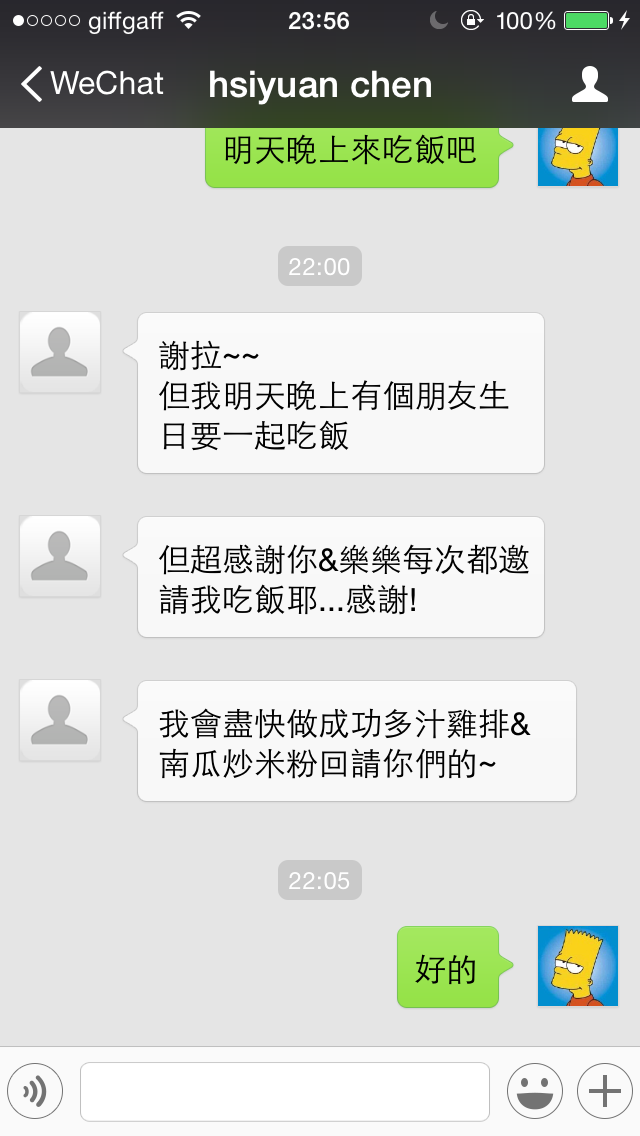 giffgaff 23:56 100%
WeChat hsiyuan chen
明天晚上來吃飯吧
22:00
謝拉~~
但我明天晚上有個朋友生
日要一起吃飯
但超感謝你&樂樂每次都邀
請我吃飯耶...感謝!
我會盡快做成功多汁雞排&
南瓜炒米粉回請你們的~
22:05
好的